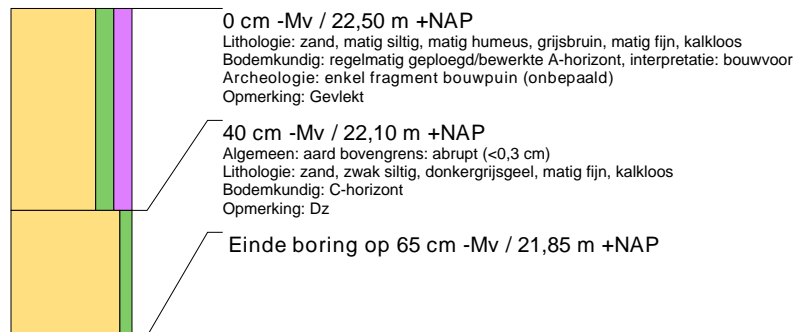 0 cm -Mv / 22,50 m +NAP
Lithologie: zand, matig siltig, matig humeus, grijsbruin, matig fijn, kalkloos
Bodemkundig: regelmatig geploegd/bewerkte A-horizont, interpretatie: bouwvoor
Archeologie: enkel fragment bouwpuin (onbepaald)
Opmerking: Gevlekt
40 cm -Mv / 22,10 m +NAP
Algemeen: aard bovengrens: abrupt (<0,3 cm)
Lithologie: zand, zwak siltig, donkergrijsgeel, matig fijn, kalkloos
Bodemkundig: C-horizont
Opmerking: Dz
Einde boring op 65 cm -Mv / 21,85 m +NAP